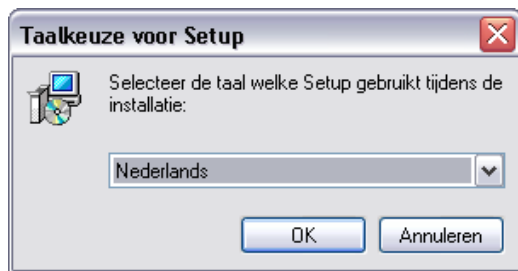 Taalkeuze voor Setup
Selecteer de taal welke Setup gebruikt tijdens de
installatie:
Nederlands
OK
Annuleren